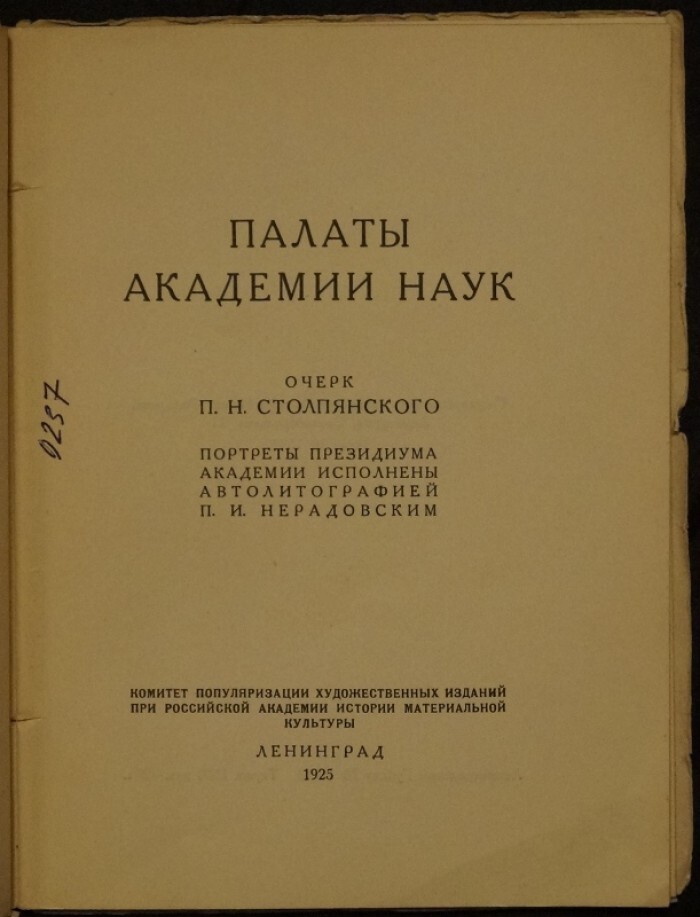 ПАЛАТЫ
АКАДЕМИИ НАУК
ОЧЕРК
П. Н. СТОЛПЯНСКОГО
ПОРТРЕТЫ ПРЕЗИДИУМА
АКАДЕМИИ ИСПОЛНЕНЫ
АВТОЛИТОГРАФИЕЙ
П. И. НЕРАДОВСКИМ
0237
КОМИТЕТ ПОПУЛЯРИЗАЦИИ ХУДОЖЕСТВЕННЫХ ИЗДАНИЙ
ПРИ РОССИЙСКОЙ АКАДЕМИИ ИСТОРИИ МАТЕРИАЛЬНОЙ
КУЛЬТУРЫ
ЛЕНИНГРАД
1925